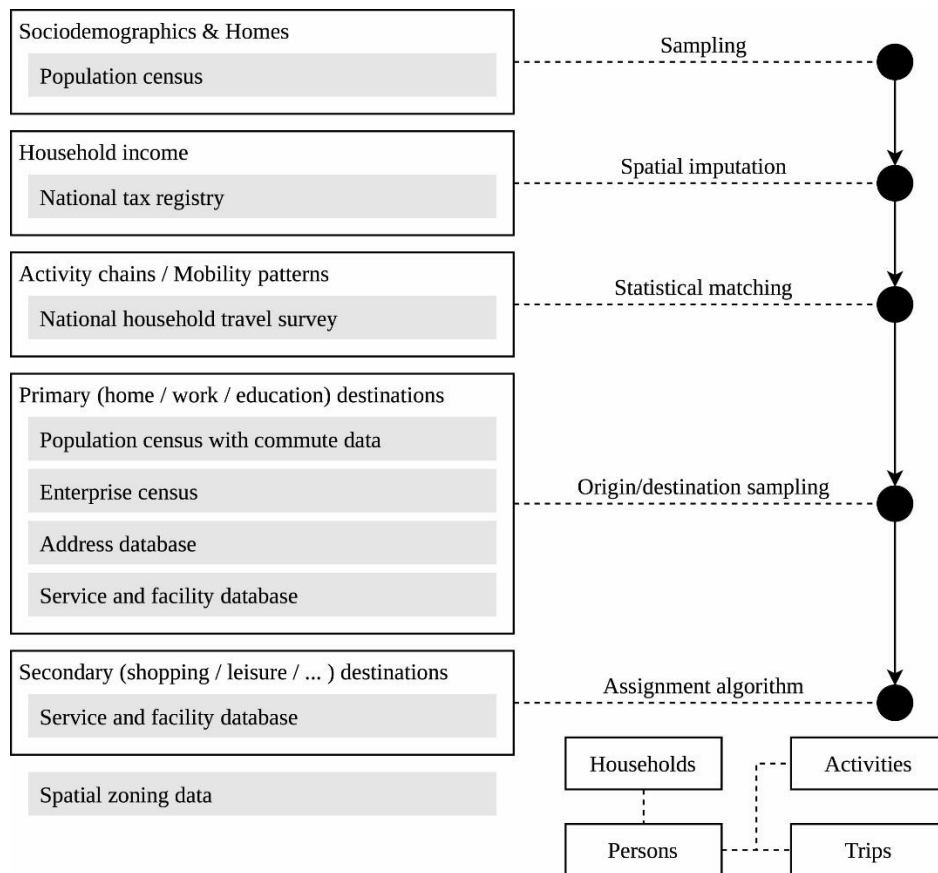 Sociodemographics & Homes
Population census
Sampling
Household income
National tax registry
Spatial imputation
Activity chains / Mobility patterns
National household travel survey
Statistical matching
Primary (home / work / education) destinations
Population census with commute data
Enterprise census
Address database
Service and facility database
Origin/destination sampling
Secondary (shopping / leisure / ... ) destinations
Service and facility database
Assignment algorithm
Spatial zoning data
Households
Activities
Persons
Trips